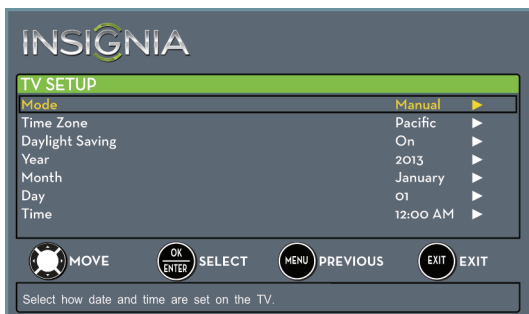 INSIGNIA
TV SETUP
Mode Manual
Time Zone Pacific
Daylight Saving On
Year 2013
Month January
Day 01
Time 12:00 AM
MOVE OK ENTER SELECT MENU PREVIOUS EXIT EXIT
Select how date and time are set on the TV.